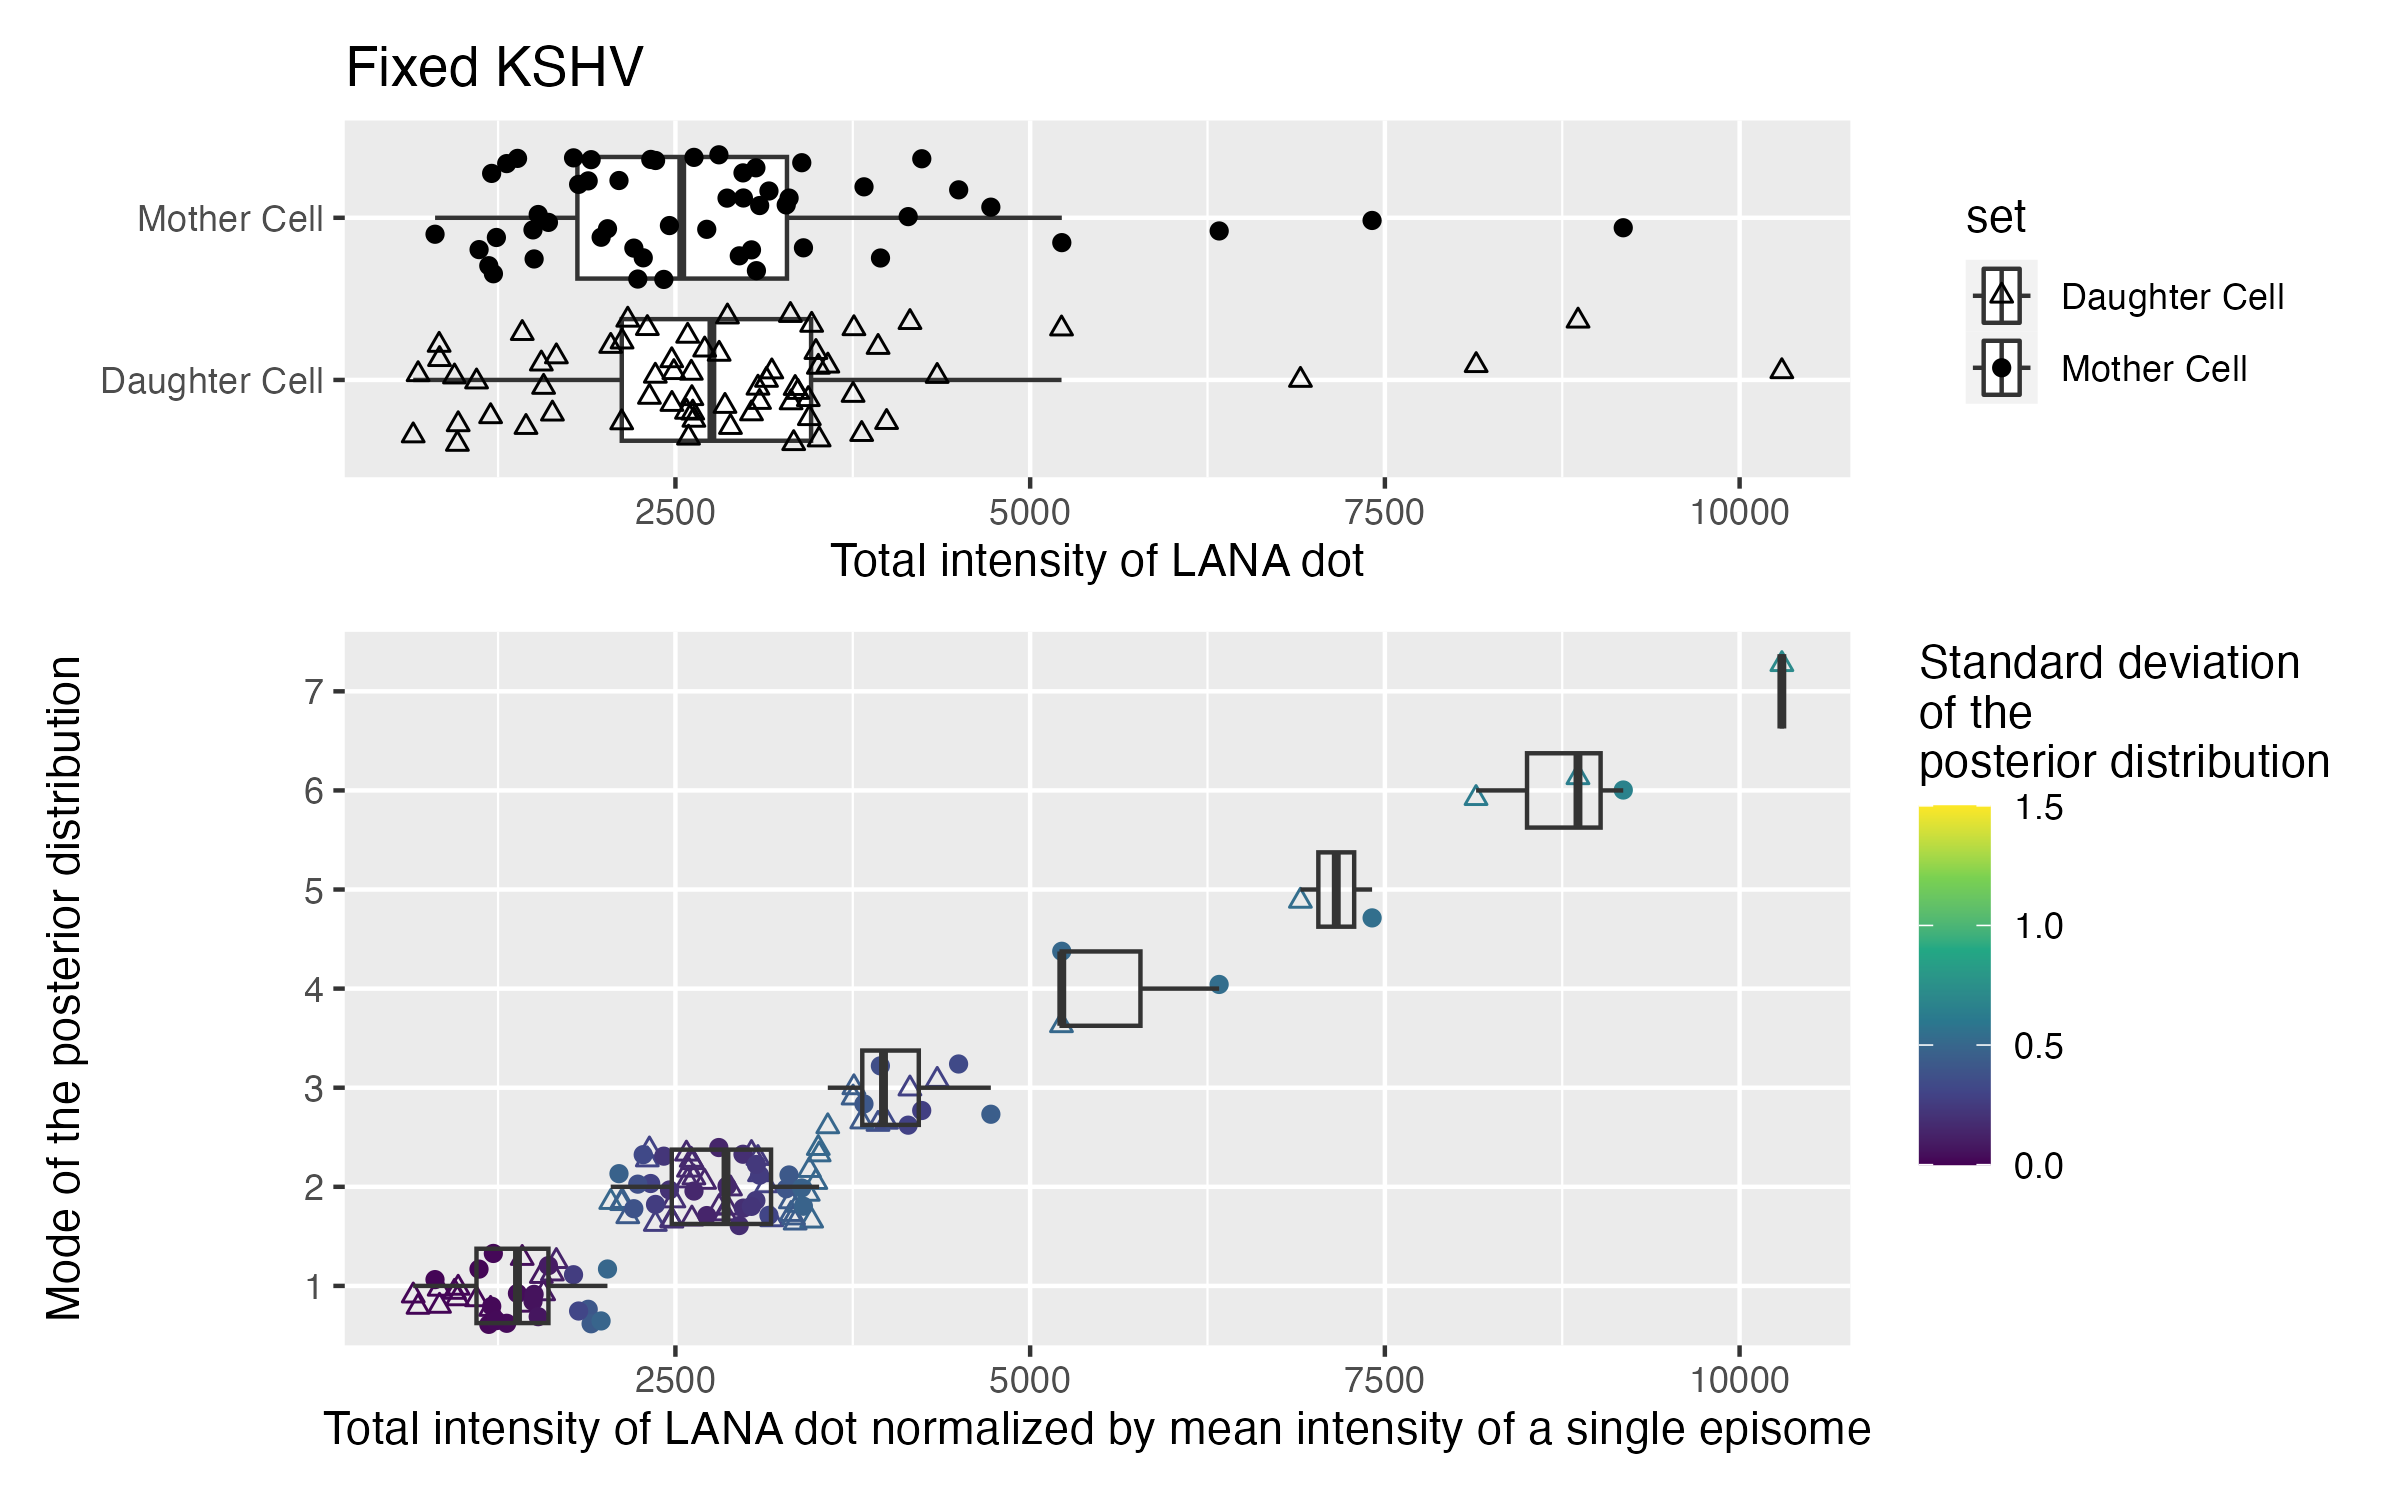 Fixed KSHV
Mother Cell
Daughter Cell
2500 5000 7500 10000
Total intensity of LANA dot
set
Daughter Cell
Mother Cell
Mode of the posterior distribution
7
6
5
4
3
2
1
2500 5000 7500 10000
Total intensity of LANA dot normalized by mean intensity of a single episome
Standard deviation
of the
posterior distribution
1.5
1.0
0.5
0.0